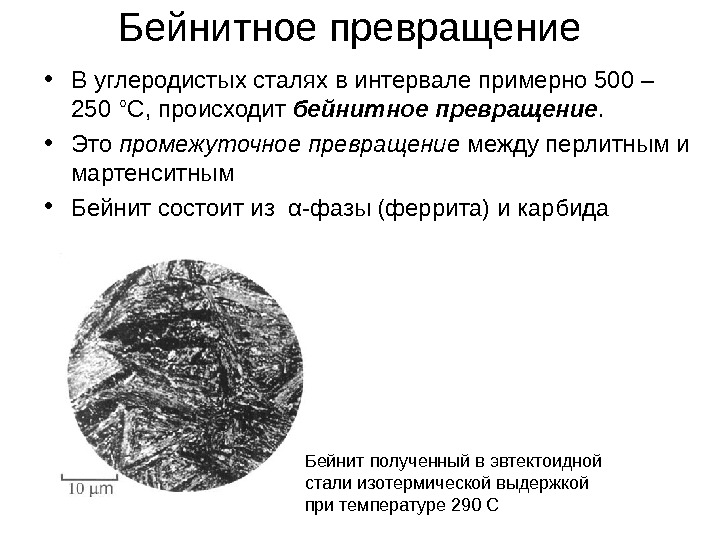 Бейнитное превращение
• В углеродистых сталях в интервале примерно 500 –
250 °С, происходит бейнитное превращение.
• Это промежуточное превращение между перлитным и
мартенситным
• Бейнит состоит из α-фазы (феррита) и карбида
10 µm
Бейнит полученный в эвтектоидной
стали изотермической выдержкой
при температуре 290 С